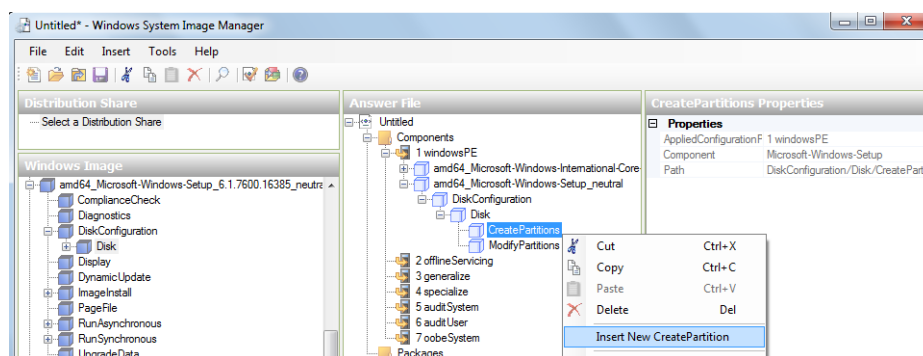 Untitled* - Windows System Image Manager
File Edit Insert Tools Help
Distribution Share
Select a Distribution Share
Windows Image
amd64_Microsoft-Windows-Setup_6.1.7600.16385_neutra
ComplianceCheck
Diagnostics
DiskConfiguration
Disk
Display
DynamicUpdate
ImageInstall
PageFile
RunAsynchronous
RunSynchronous
UpgradeData
Answer File
Untitled
Components
1 windowsPE
amd64_Microsoft-Windows-International-Core-
amd64_Microsoft-Windows-Setup_neutral
DiskConfiguration
Disk
CreatePartitions
ModifyPartitions
2 offlineServicing
3 generalize
4 specialize
5 auditSystem
6 auditUser
7 oobeSystem
Packages
Cut Ctrl+X
Copy Ctrl+C
Paste Ctrl+V
Delete Del
Insert New CreatePartition
CreatePartitions Properties
Properties
AppliedConfigurationF 1 windowsPE
Component Microsoft-Windows-Setup
Path DiskConfiguration/Disk/CreatePart